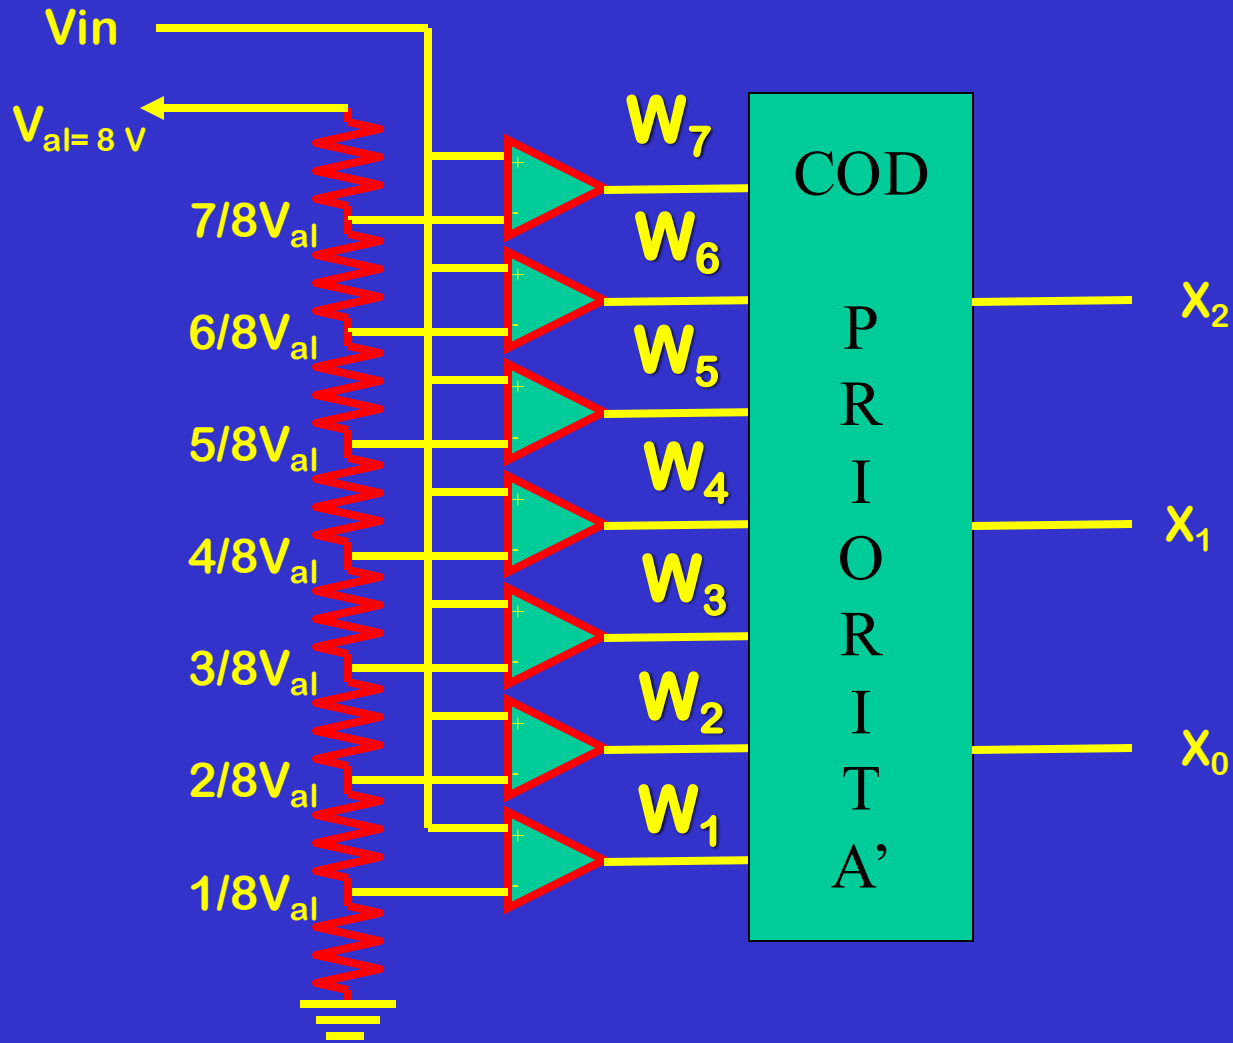 Vin
Val= 8 V
7/8Val
6/8Val
5/8Val
4/8Val
3/8Val
2/8Val
1/8Val
+
-
+
-
+
-
+
-
+
-
+
-
+
-
W7
W6
W5
W4
W3
W2
W1
COD
P
R
I
O
R
I
T
A’
X2
X1
X0